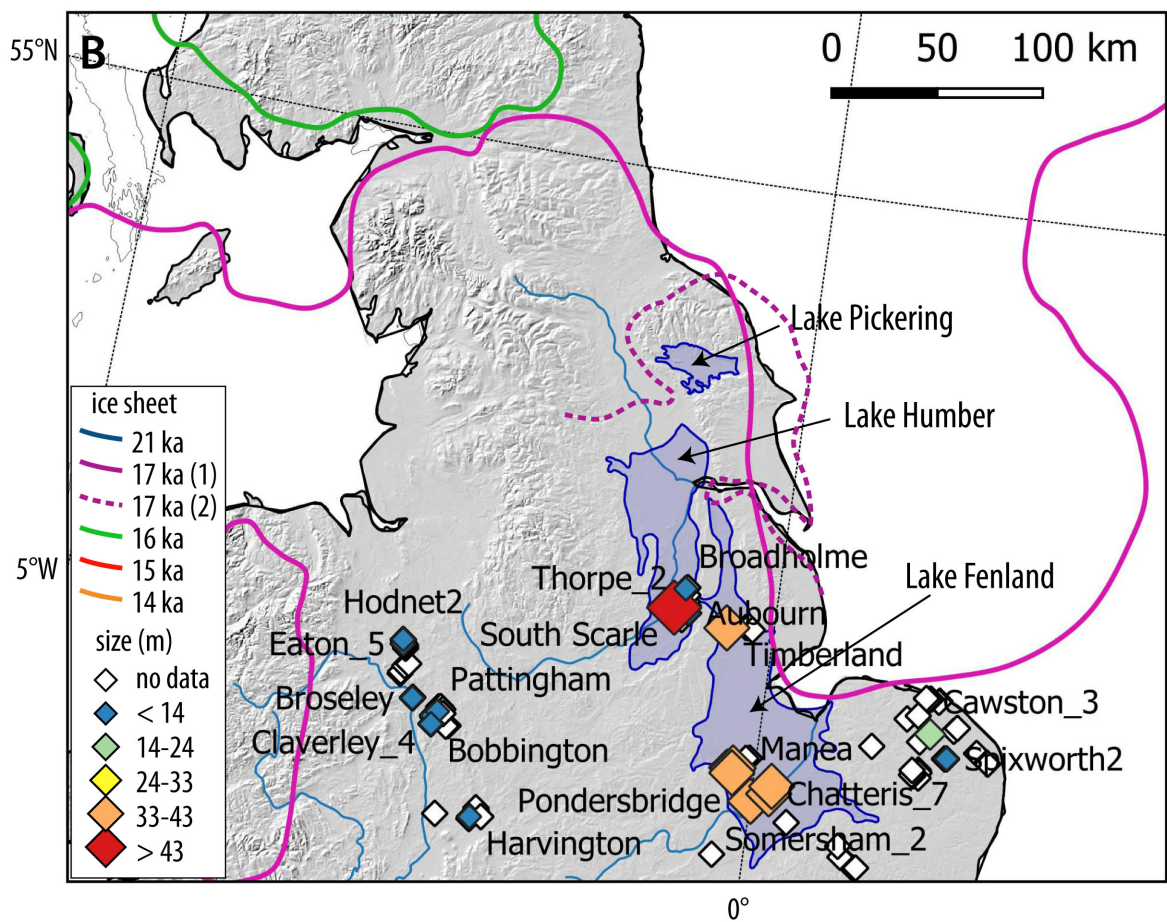 B
55°N
0 50 100 km
Lake Pickering
Lake Humber
ice sheet
21 ka
17 ka (1)
17 ka (2)
16 ka
15 ka
14 ka
5°W
Broadholme
Thorpe_2
Lake Fenland
Hodnet2
Aubourn
South Scarle
Eaton_5
size (m)
Timberland
no data
Pattingham
Broseley
Cawston_3
< 14
Claverley_4
Bobbington
14-24
Manea
Spixworth2
24-33
Pondersbridge
Chatteris_7
33-43
Harvington
Somersham_2
> 43
0°